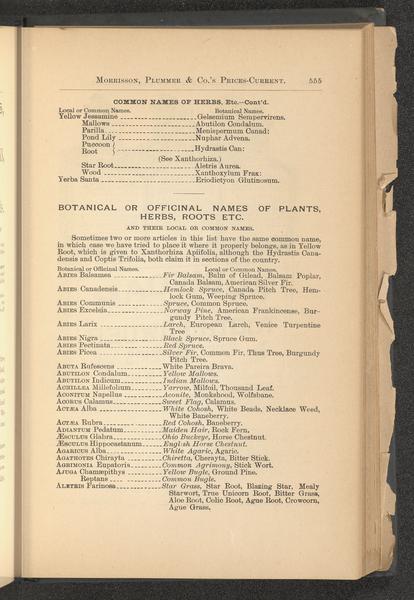 Morrisson, Plummer & Co.'s Prices-Current. 555
COMMON NAMES OF HERBS, Etc.—Cont'd.
Local or Common Names. Botanical Names.
Yellow Jessamine Gelsemium Sempervirens.
Mallows Abutilon Condalum.
Parilla Menispermum Canad:
Pond Lily Nuphar Advena.
Puccoon }
Root } Hydrastis Can:
(See Xanthorhiza.)
Star Root Aletris Aurea.
Wood Xanthoxylum Frax:
Yerba Santa Eriodictyon Glutinosum.
BOTANICAL OR OFFICINAL NAMES OF PLANTS,
HERBS, ROOTS ETC.
AND THEIR LOCAL OR COMMON NAMES.
Sometimes two or more articles in this list have the same common name,
in which case we have tried to place it where it properly belongs, as in Yellow
Root, which is given to Xanthorhiza Apiifolia, although the Hydrastis Cana-
densis and Coptis Trifolia, both claim it in sections of the country.
Botanical or Officinal Names. Local or Common Names.
Abies Balsamea Fir Balsam, Balm of Gilead, Balsam Poplar,
Canada Balsam, American Silver Fir.
Abies Canadensis Hemlock Spruce, Canada Pitch Tree, Hem-
lock Gum, Weeping Spruce.
Abies Communis Spruce, Common Spruce.
Abies Excelsia Norway Pine, American Frankincense, Bur-
gundy Pitch Tree.
Abies Larix Larch, European Larch, Venice Turpentine
Tree
Abies Nigra Black Spruce, Spruce Gum.
Abies Pectinata Red Spruce.
Abies Picea Silver Fir, Common Fir, Thus Tree, Burgundy
Pitch Tree.
Abuta Rufescens White Pareira Brava.
Abutilon Condalum Yellow Mallows.
Abutilon Indicum Indian Mallows.
Achillea Millefolium Yarrow, Milfoil, Thousand Leaf.
Aconitum Napellus Aconite, Monkshood, Wolfsbane.
Acorus Calamus Sweet Flag, Calamus.
Actæa Alba White Cohosh, White Beads, Necklace Weed,
White Baneberry.
Actæa Rubra Red Cohosh, Baneberry.
Adiantum Pedatum Maiden Hair, Rock Fern.
Æsculus Glabra Ohio Buckeye, Horse Chestnut.
Æsculus Hippocastanum English Horse Chestnut.
Agaricus Alba White Agaric, Agaric.
Agathotes Chirayta Chiretta, Cherayta, Bitter Stick.
Agrimonia Eupatoria Common Agrimony, Stick Wort.
Ajuga Chamæpithys Yellow Bugle, Ground Pine.
Reptans Common Bugle.
Aletris Farinosa Star Grass, Star Root, Blazing Star, Mealy
Starwort, True Unicorn Root, Bitter Grass,
Aloe Root, Colic Root, Ague Root, Crowcorn,
Ague Grass.